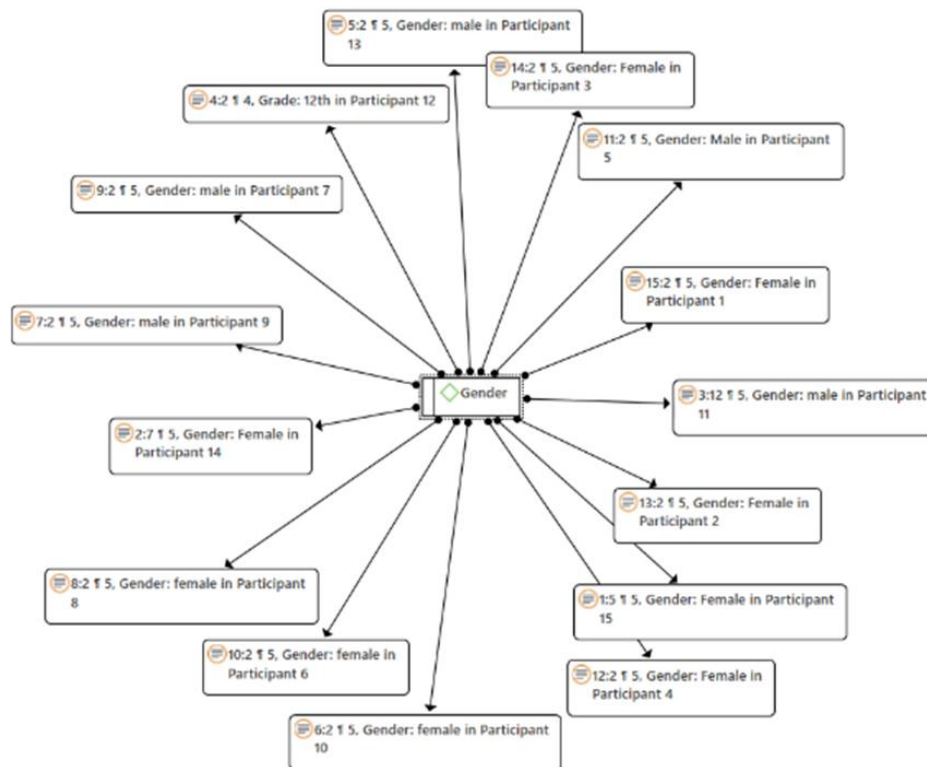 5:2 ¶ 5, Gender: male in Participant
13
14:2 ¶ 5, Gender: Female in
Participant 3
4:2 ¶ 4, Grade: 12th in Participant 12
11:2 ¶ 5, Gender: Male in Participant
5
9:2 ¶ 5, Gender: male in Participant 7
15:2 ¶ 5, Gender: Female in
Participant 1
7:2 ¶ 5, Gender: male in Participant 9
Gender
3:12 ¶ 5, Gender: male in Participant
11
2:7 ¶ 5, Gender: Female in
Participant 14
13:2 ¶ 5, Gender: Female in
Participant 2
8:2 ¶ 5, Gender: female in Participant
8
1:5 ¶ 5, Gender: Female in Participant
15
10:2 ¶ 5, Gender: female in
Participant 6
12:2 ¶ 5, Gender: Female in
Participant 4
6:2 ¶ 5, Gender: female in Participant
10